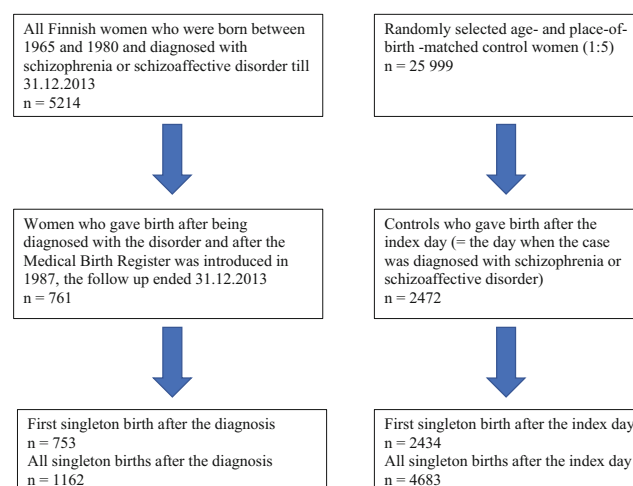 All Finnish women who were born between
1965 and 1980 and diagnosed with
schizophrenia or schizoaffective disorder till
31.12.2013
n = 5214
Randomly selected age- and place-of-
birth -matched control women (1:5)
n = 25 999
Women who gave birth after being
diagnosed with the disorder and after the
Medical Birth Register was introduced in
1987, the follow up ended 31.12.2013
n = 761
Controls who gave birth after the
index day (= the day when the case
was diagnosed with schizophrenia or
schizoaffective disorder)
n = 2472
First singleton birth after the diagnosis
n = 753
All singleton births after the diagnosis
n = 1162
First singleton birth after the index day
n = 2434
All singleton births after the index day
n = 4683